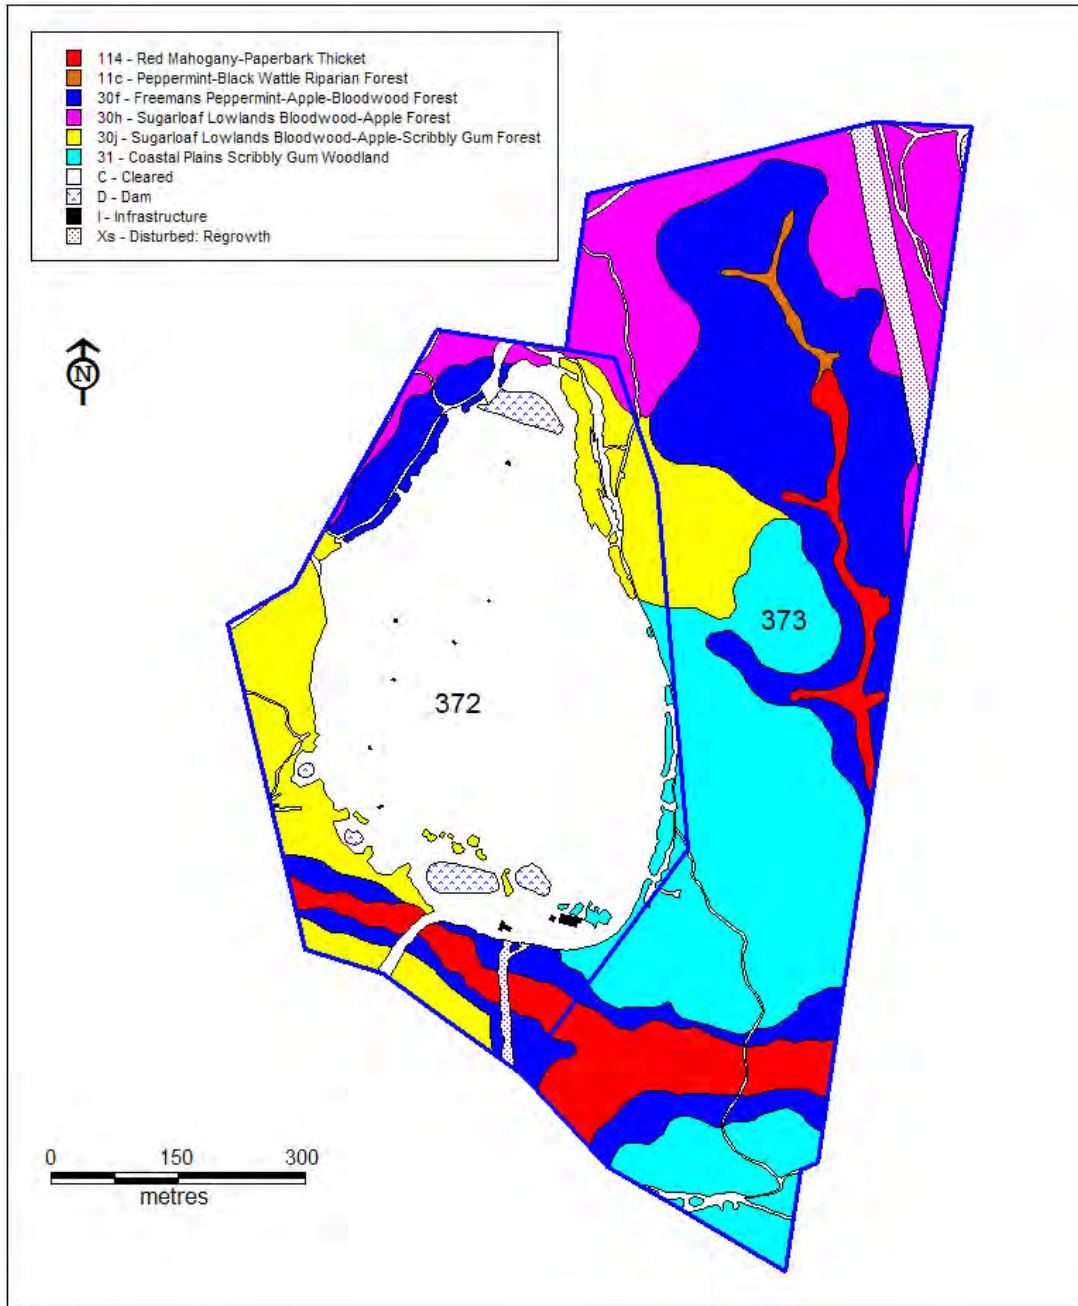 114 - Red Mahogany-Paperbark Thicket
11c - Peppermint-Black Wattle Riparian Forest
30f - Freemans Peppermint-Apple-Bloodwood Forest
30h - Sugarloaf Lowlands Bloodwood-Apple Forest
30j - Sugarloaf Lowlands Bloodwood-Apple-Scribbly Gum Forest
31 - Coastal Plains Scribbly Gum Woodland
C - Cleared
D - Dam
I - Infrastructure
Xs - Disturbed: Regrowth
N
373
372
0 150 300
metres